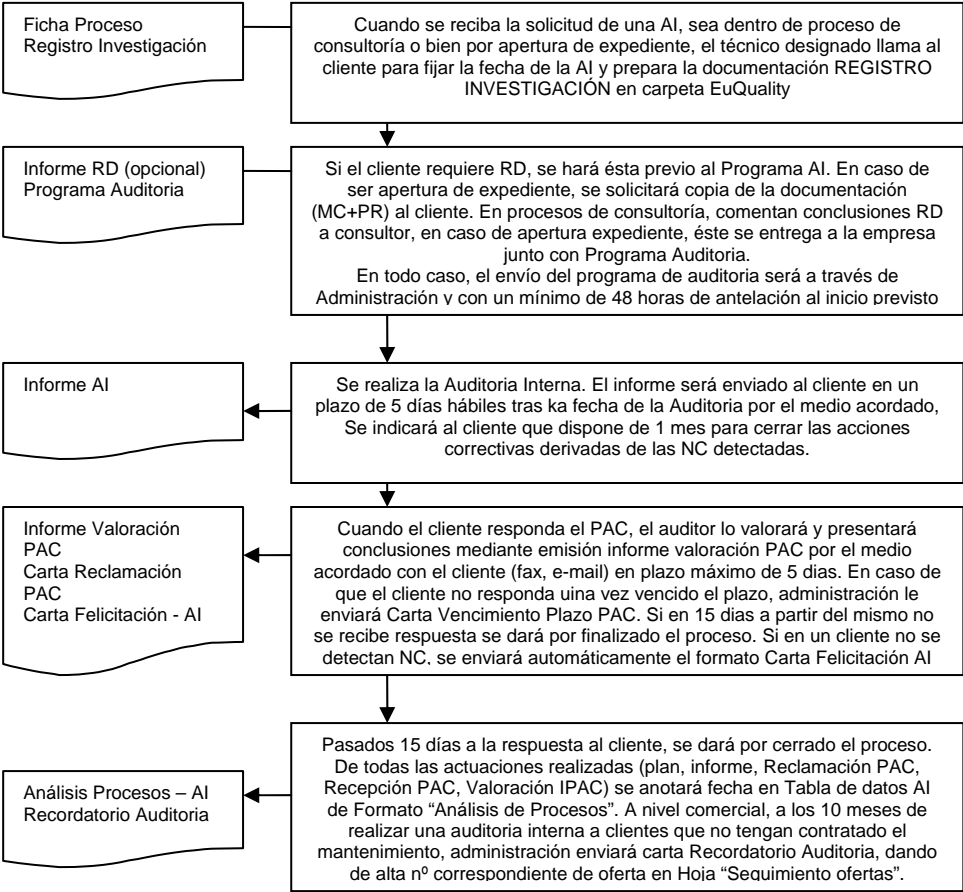 Ficha Proceso
Registro Investigación
Cuando se reciba la solicitud de una AI, sea dentro de proceso de
consultoría o bien por apertura de expediente, el técnico designado llama al
cliente para fijar la fecha de la AI y prepara la documentación REGISTRO
INVESTIGACIÓN en carpeta EuQuality
Informe RD (opcional)
Programa Auditoria
Si el cliente requiere RD, se hará ésta previo al Programa AI. En caso de
ser apertura de expediente, se solicitará copia de la documentación
(MC+PR) al cliente. En procesos de consultoría, comentan conclusiones RD
a consultor, en caso de apertura expediente, éste se entrega a la empresa
junto con Programa Auditoria.
En todo caso, el envío del programa de auditoria será a través de
Administración y con un mínimo de 48 horas de antelación al inicio previsto
Informe AI
Se realiza la Auditoria Interna. El informe será enviado al cliente en un
plazo de 5 días hábiles tras ka fecha de la Auditoria por el medio acordado,
Se indicará al cliente que dispone de 1 mes para cerrar las acciones
correctivas derivadas de las NC detectadas.
Informe Valoración
PAC
Carta Reclamación
PAC
Carta Felicitación - AI
Cuando el cliente responda el PAC, el auditor lo valorará y presentará
conclusiones mediante emisión informe valoración PAC por el medio
acordado con el cliente (fax, e-mail) en plazo máximo de 5 dias. En caso de
que el cliente no responda uina vez vencido el plazo, administración le
enviará Carta Vencimiento Plazo PAC. Si en 15 dias a partir del mismo no
se recibe respuesta se dará por finalizado el proceso. Si en un cliente no se
detectan NC, se enviará automáticamente el formato Carta Felicitación AI
Análisis Procesos – AI
Recordatorio Auditoria
Pasados 15 días a la respuesta al cliente, se dará por cerrado el proceso.
De todas las actuaciones realizadas (plan, informe, Reclamación PAC,
Recepción PAC, Valoración IPAC) se anotará fecha en Tabla de datos AI
de Formato “Análisis de Procesos”. A nivel comercial, a los 10 meses de
realizar una auditoria interna a clientes que no tengan contratado el
mantenimiento, administración enviará carta Recordatorio Auditoria, dando
de alta nº correspondiente de oferta en Hoja “Seguimiento ofertas”.